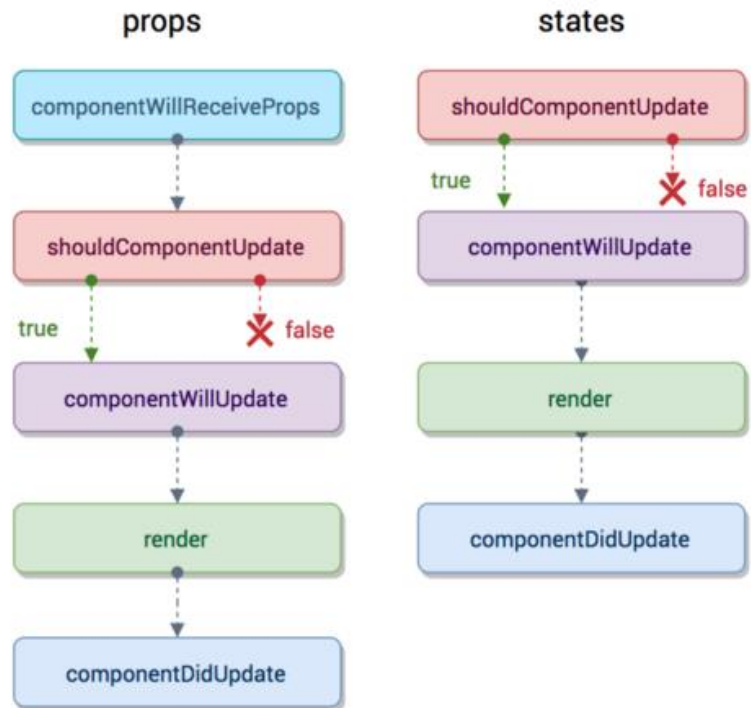 props
componentWillReceiveProps
shouldComponentUpdate
true
false
componentWillUpdate
render
componentDidUpdate
states
shouldComponentUpdate
true
false
componentWillUpdate
render
componentDidUpdate